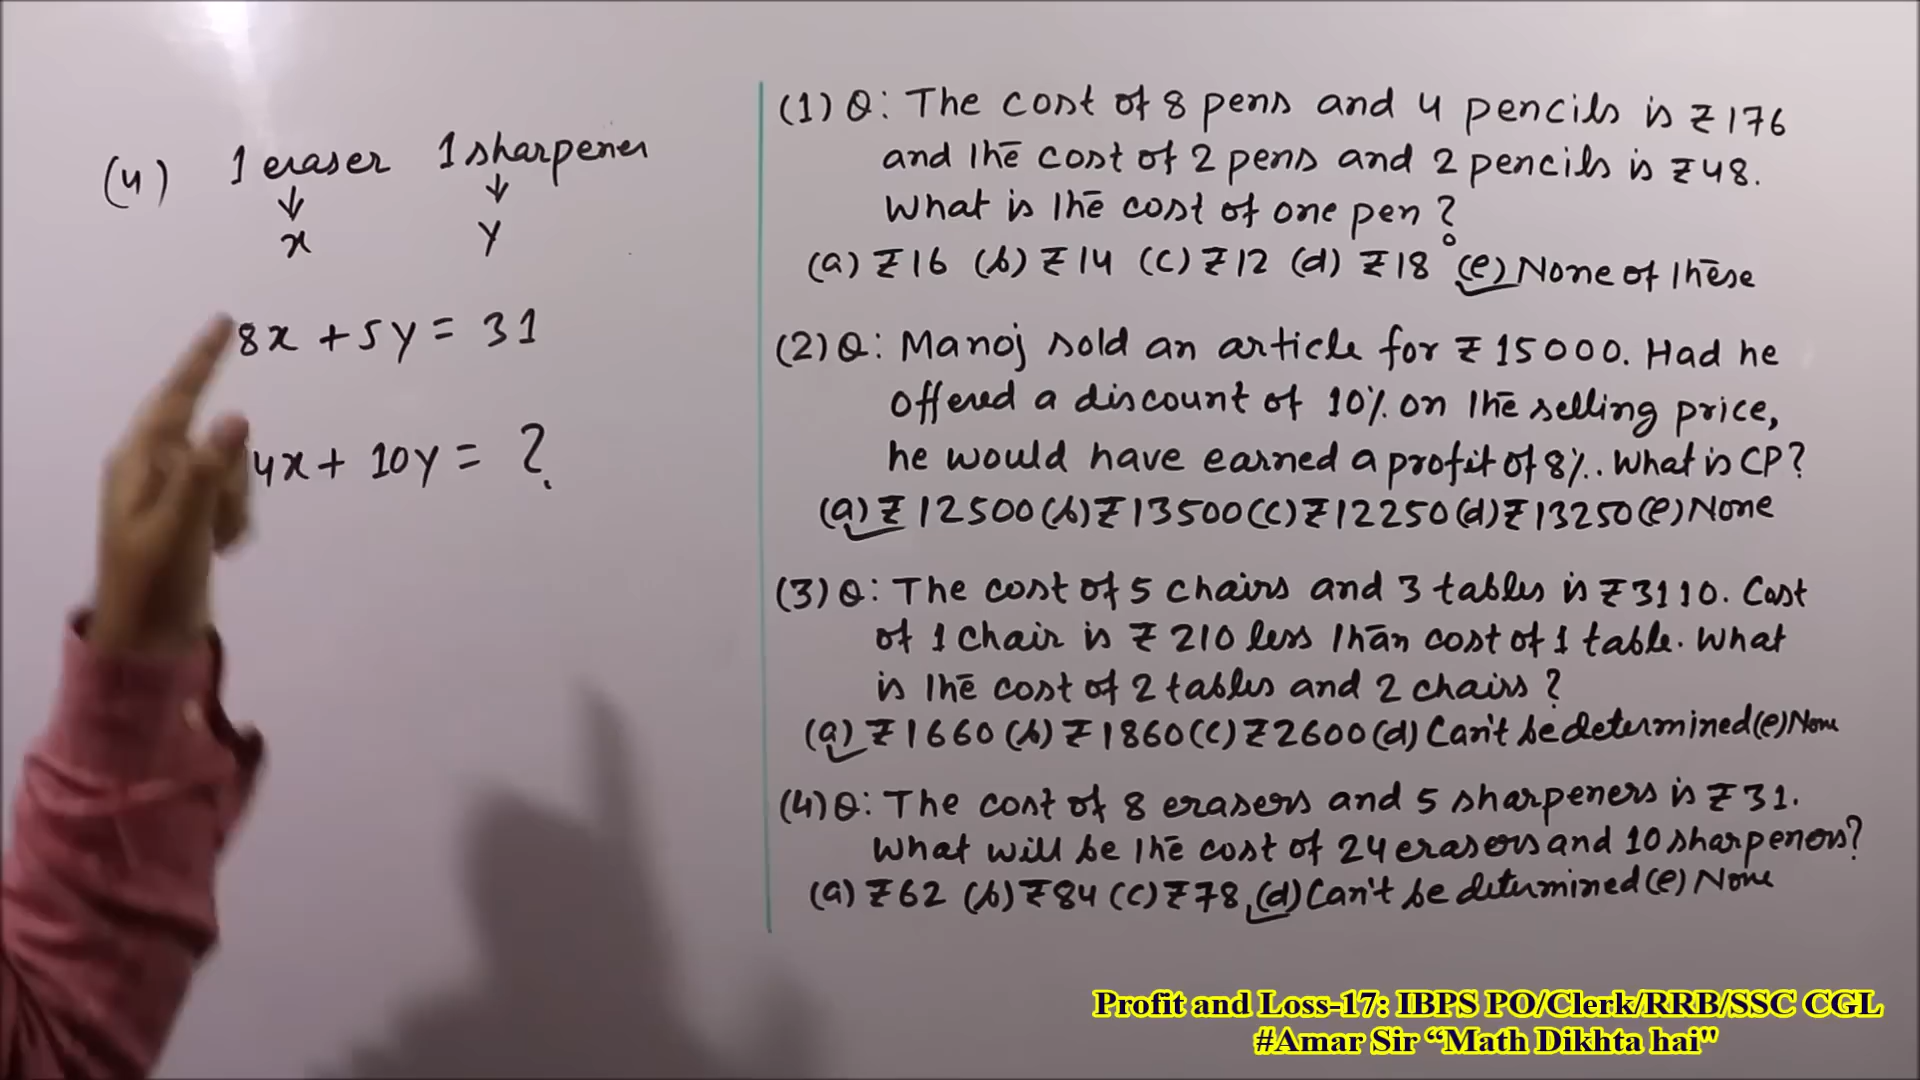 (4) 1 eraser 1 sharpener
↓ ↓
x y
8x + 5y = 31
4x + 10y = ?
(1) Q: The cost of 8 pens and 4 pencils is ₹176
and the cost of 2 pens and 2 pencils is ₹48.
What is the cost of one pen?
(a) ₹16 (b) ₹14 (c) ₹12 (d) ₹18 (e) None of these
(2) Q: Manoj sold an article for ₹15000. Had he
offered a discount of 10% on the selling price,
he would have earned a profit of 8%. What is CP?
(a) ₹12500 (b) ₹13500 (c) ₹12250 (d) ₹13250 (e) None
(3) Q: The cost of 5 chairs and 3 tables is ₹3110. Cost
of 1 chair is ₹210 less than cost of 1 table. What
is the cost of 2 tables and 2 chairs?
(a) ₹1660 (b) ₹1860 (c) ₹2600 (d) Can't be determined (e) None
(4) Q: The cost of 8 erasers and 5 sharpeners is ₹31.
What will be the cost of 24 erasers and 10 sharpeners?
(a) ₹62 (b) ₹84 (c) ₹78 (d) Can't be determined (e) None
Profit and Loss-17: IBPS PO/Clerk/RRB/SSC CGL
#Amar Sir “Math Dikhta hai"